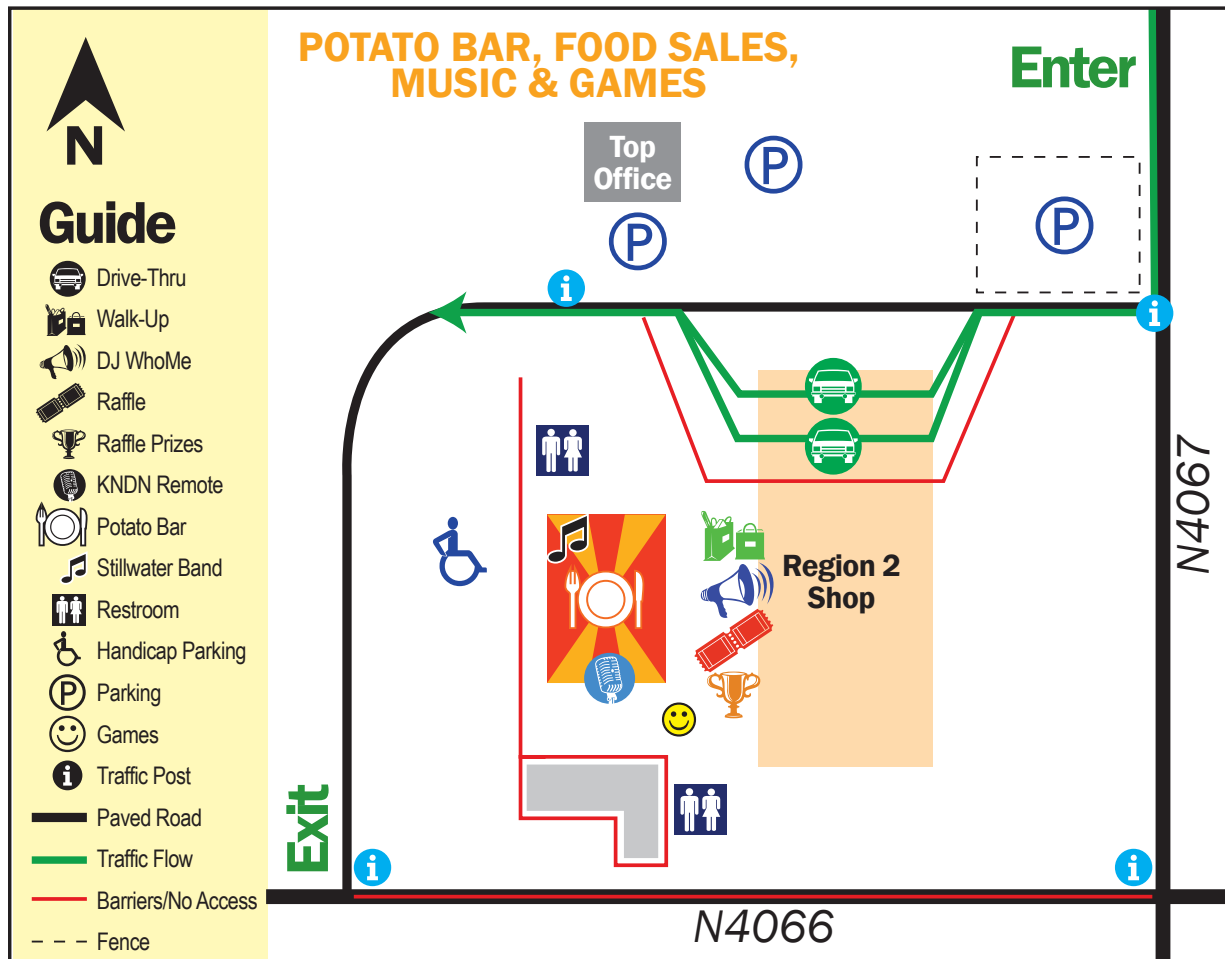 POTATO BAR, FOOD SALES,
MUSIC & GAMES
Enter
N
Top
Office
P
P
P
Guide
Drive-Thru
Walk-Up
DJ WhoMe
Raffle
Raffle Prizes
KNDN Remote
Potato Bar
Stillwater Band
Restroom
Handicap Parking
P
Parking
Games
i
Traffic Post
Paved Road
Traffic Flow
Barriers/No Access
Fence
i
i
N4067
Region 2
Shop
Exit
i
i
N4066